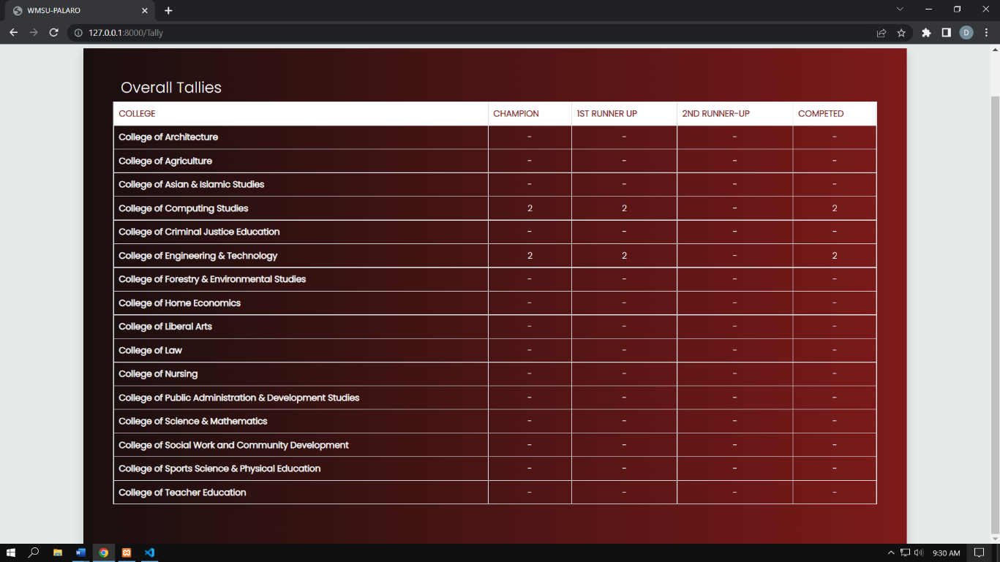 WMSU-PALARO
127.0.0.1:8000/Tally
D
Overall Tallies
COLLEGE CHAMPION 1ST RUNNER UP 2ND RUNNER-UP COMPETED
College of Architecture - - - -
College of Agriculture - - - -
College of Asian & Islamic Studies - - - -
College of Computing Studies 2 2 - 2
College of Criminal Justice Education - - - -
College of Engineering & Technology 2 2 - 2
College of Forestry & Environmental Studies - - - -
College of Home Economics - - - -
College of Liberal Arts - - - -
College of Law - - - -
College of Nursing - - - -
College of Public Administration & Development Studies - - - -
College of Science & Mathematics - - - -
College of Social Work and Community Development - - - -
College of Sports Science & Physical Education - - - -
College of Teacher Education - - - -
9:30 AM